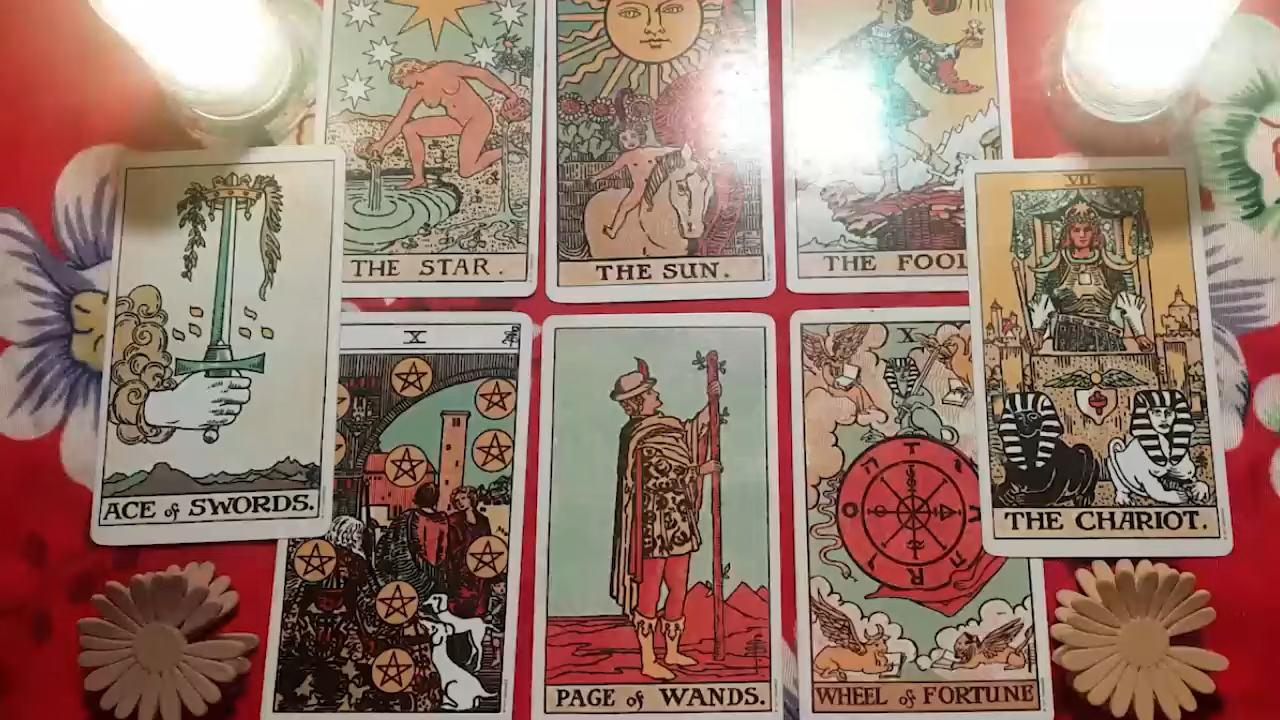 THE STAR.
THE SUN.
THE FOOL
VII
ACE of SWORDS.
X
X
THE CHARIOT.
PAGE of WANDS.
WHEEL of FORTUNE